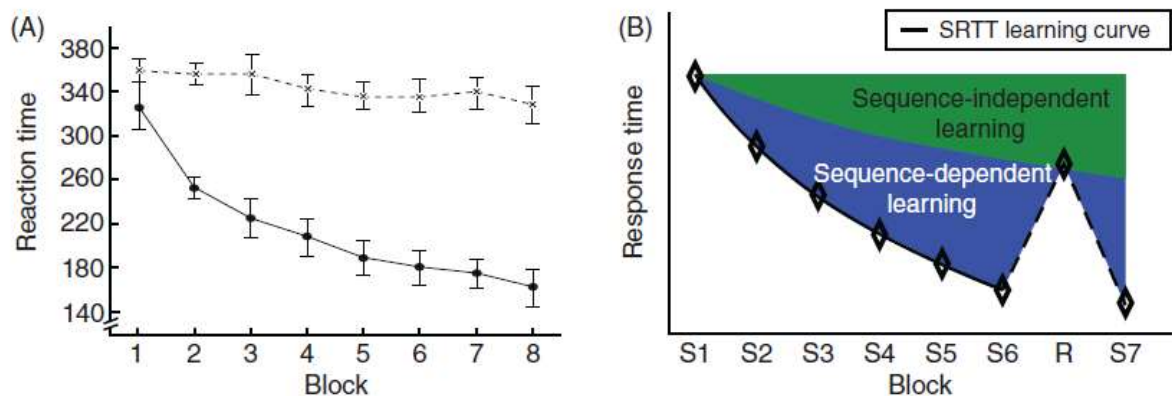 (A)
380
340
300
260
220
180
140
Reaction time
1 2 3 4 5 6 7 8
Block
(B)
SRTT learning curve
Sequence-independent
learning
Sequence-dependent
learning
Response time
S1 S2 S3 S4 S5 S6 R S7
Block